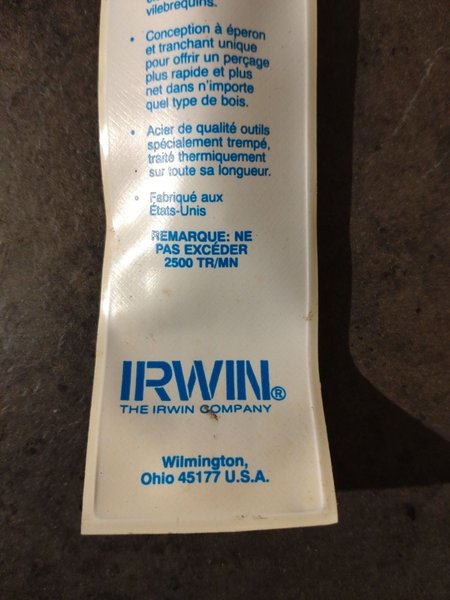 vilebrequins.
• Conception à éperon
et tranchant unique
pour offrir un perçage
plus rapide et plus
net dans n'importe
quel type de bois.
• Acier de qualité outils
spécialement trempé,
traité thermiquement
sur toute sa longueur.
• Fabriqué aux
États-Unis
REMARQUE: NE
PAS EXCÉDER
2500 TR/MN
IRWIN®
THE IRWIN COMPANY
Wilmington,
Ohio 45177 U.S.A.